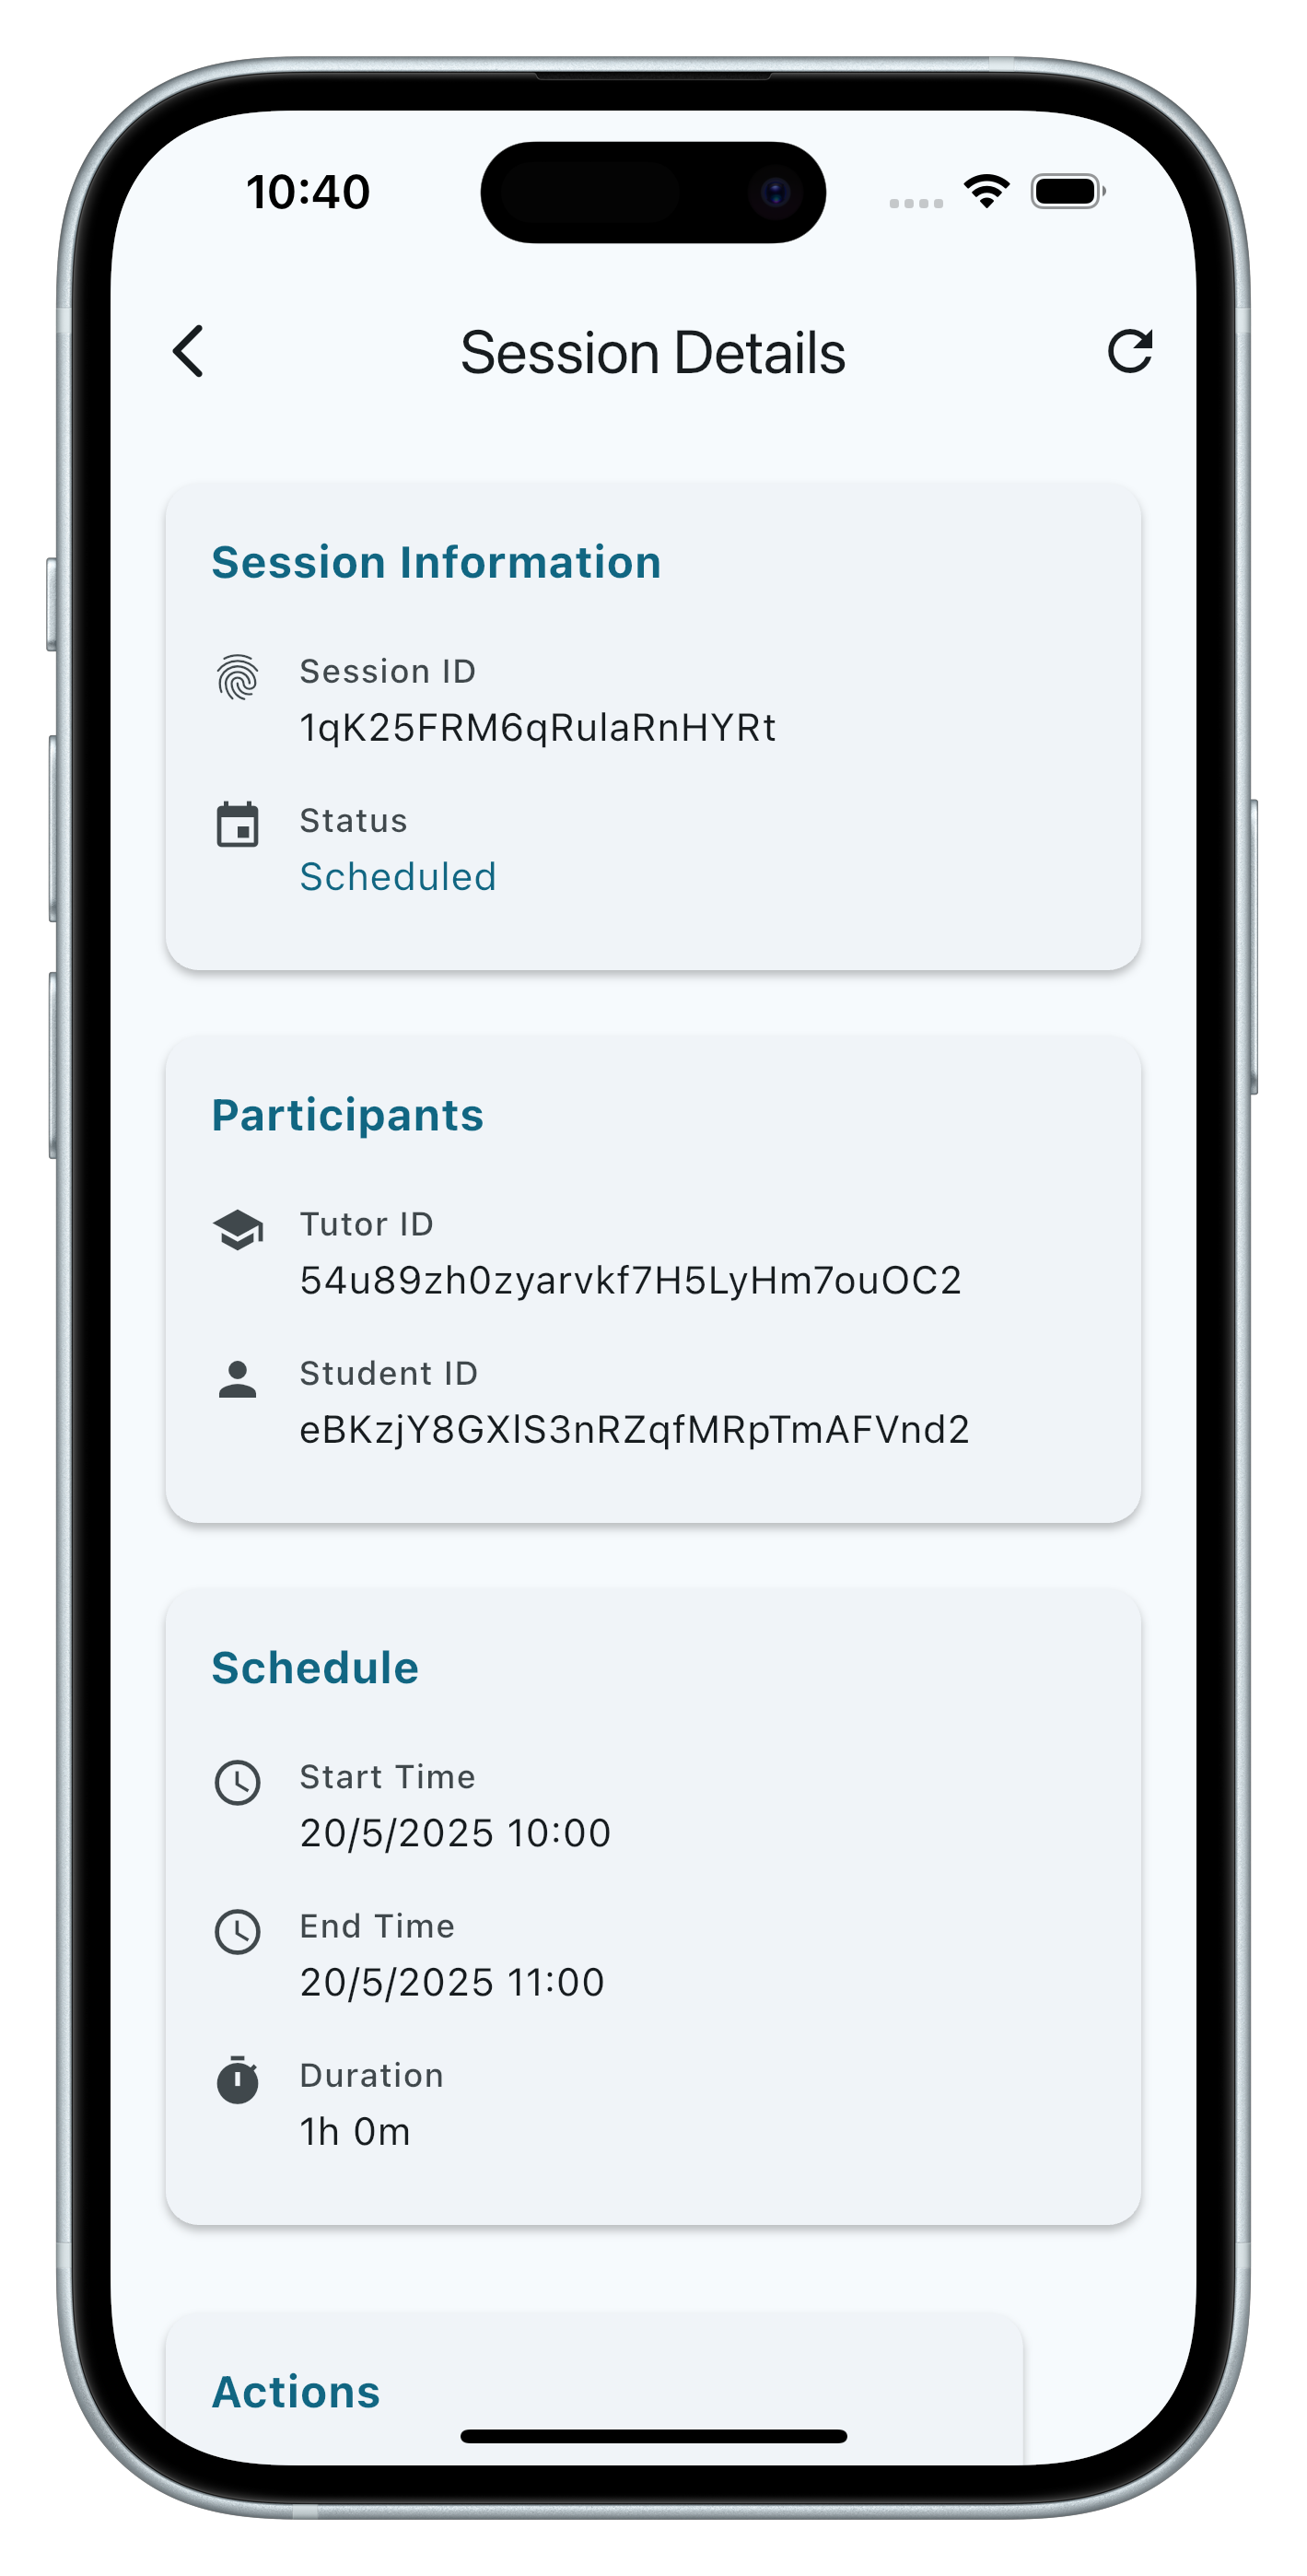 10:40
Session Details
Session Information
Session ID
1qK25FRM6qRulaRnHYRt
Status
Scheduled
Participants
Tutor ID
54u89zh0zyarvkf7H5LyHm7ouOC2
Student ID
eBKzjY8GXlS3nRZqfMRpTmAFVnd2
Schedule
Start Time
20/5/2025 10:00
End Time
20/5/2025 11:00
Duration
1h 0m
Actions